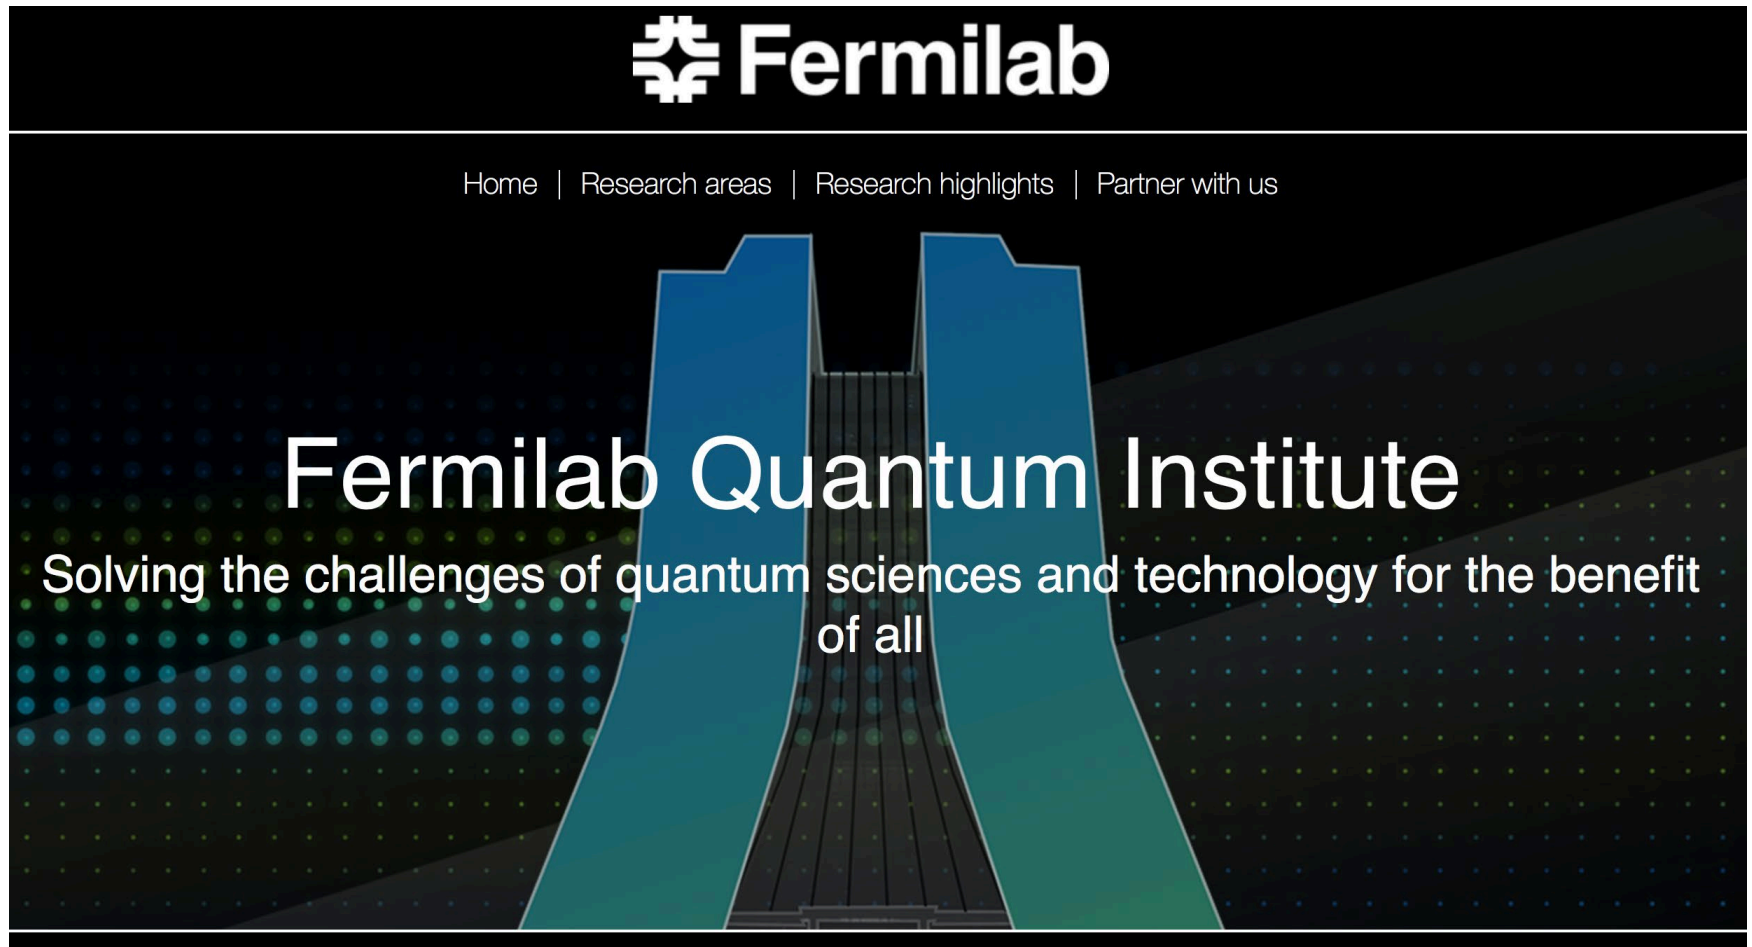 Fermilab
Home | Research areas | Research highlights | Partner with us
Fermilab Quantum Institute
Solving the challenges of quantum sciences and technology for the benefit
of all